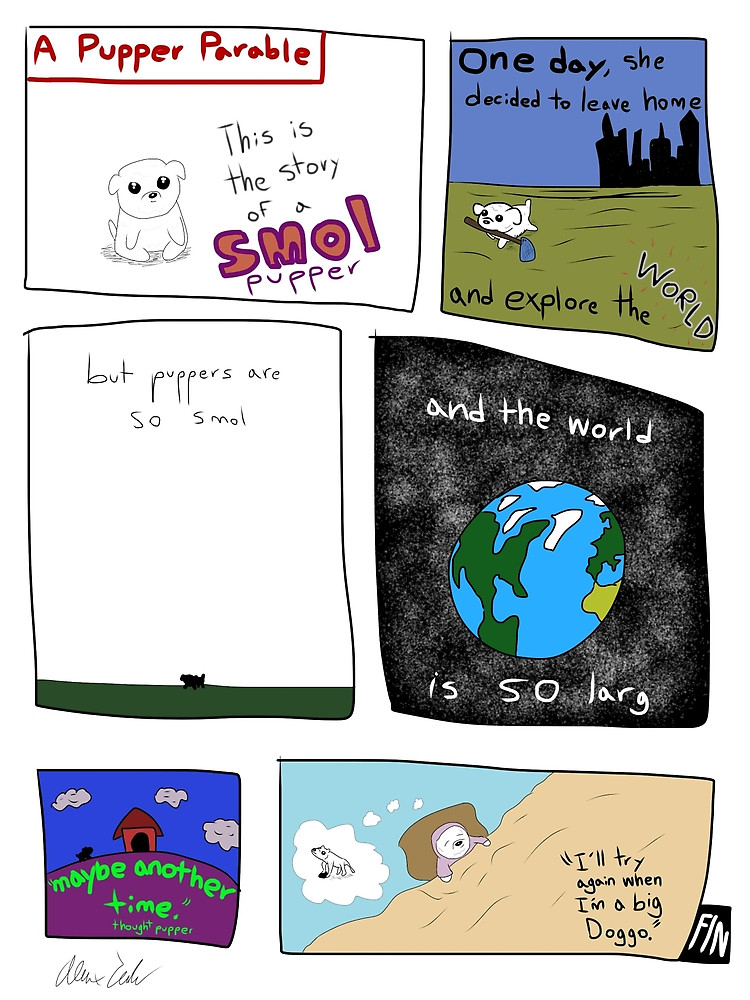 A Pupper Parable
This is
the story
of a
SMOl
pupper
One day, she
decided to leave home
and explore the
WORLD
but puppers are
so smol
and the world
is so larg
"maybe another
time."
thought pupper
"I'll try
again when
I'm a big
Doggo."
FIN